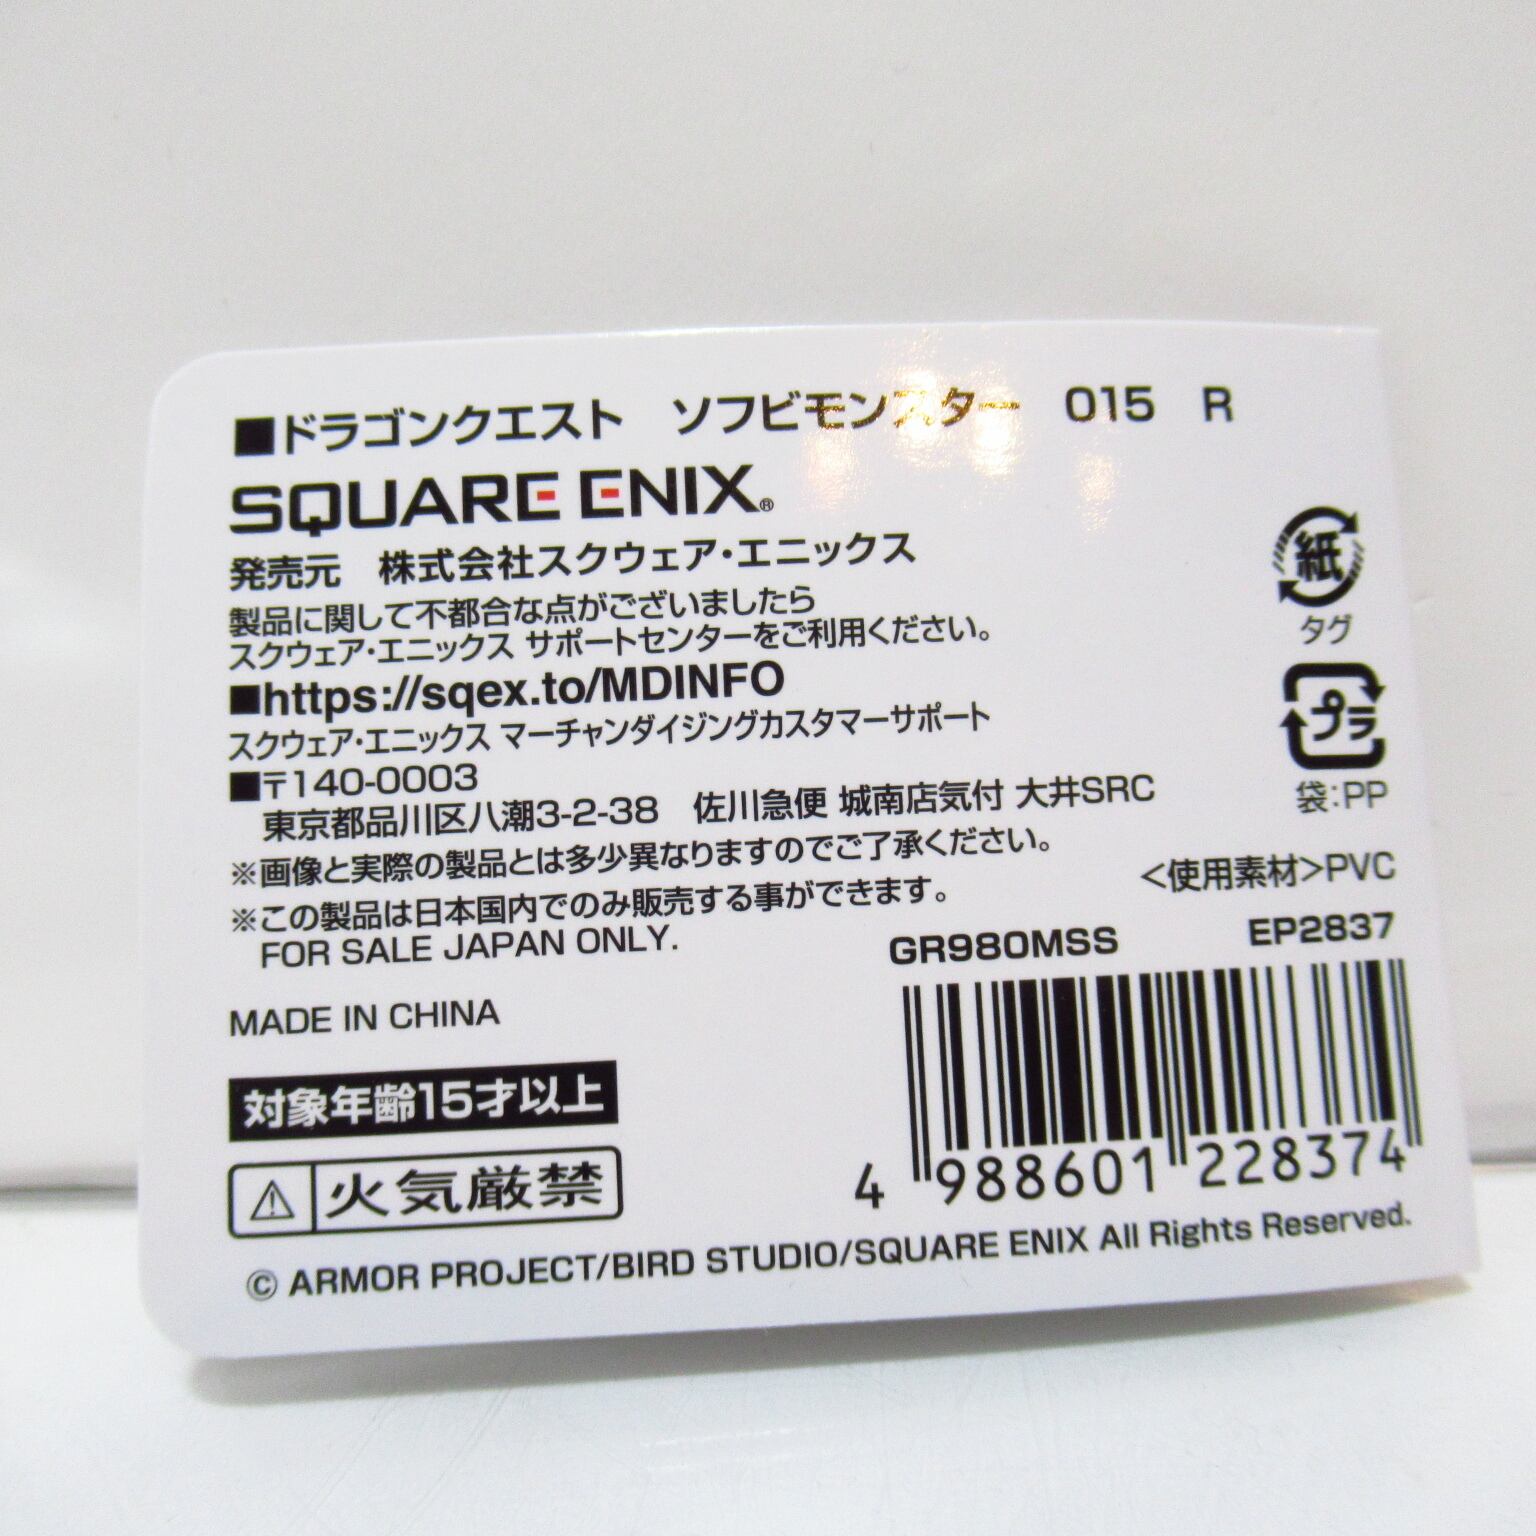 ■ドラゴンクエスト ソフビモンスター 015 R
SQUARE ENIX®
発売元 株式会社スクウェア・エニックス
製品に関して不都合な点がございましたら
スクウェア・エニックス サポートセンターをご利用ください。
■https://sqex.to/MDINFO
スクウェア・エニックス マーチャンダイジングカスタマーサポート
■〒140-0003
東京都品川区八潮3-2-38 佐川急便 城南店気付 大井SRC
※画像と実際の製品とは多少異なりますのでご了承ください。
※この製品は日本国内でのみ販売する事ができます。
FOR SALE JAPAN ONLY.
MADE IN CHINA
対象年齢15才以上
⚠火気厳禁
紙
タグ
プラ
袋:PP
<使用素材>PVC
GR980MSS EP2837
4 988601 228374
© ARMOR PROJECT/BIRD STUDIO/SQUARE ENIX All Rights Reserved.